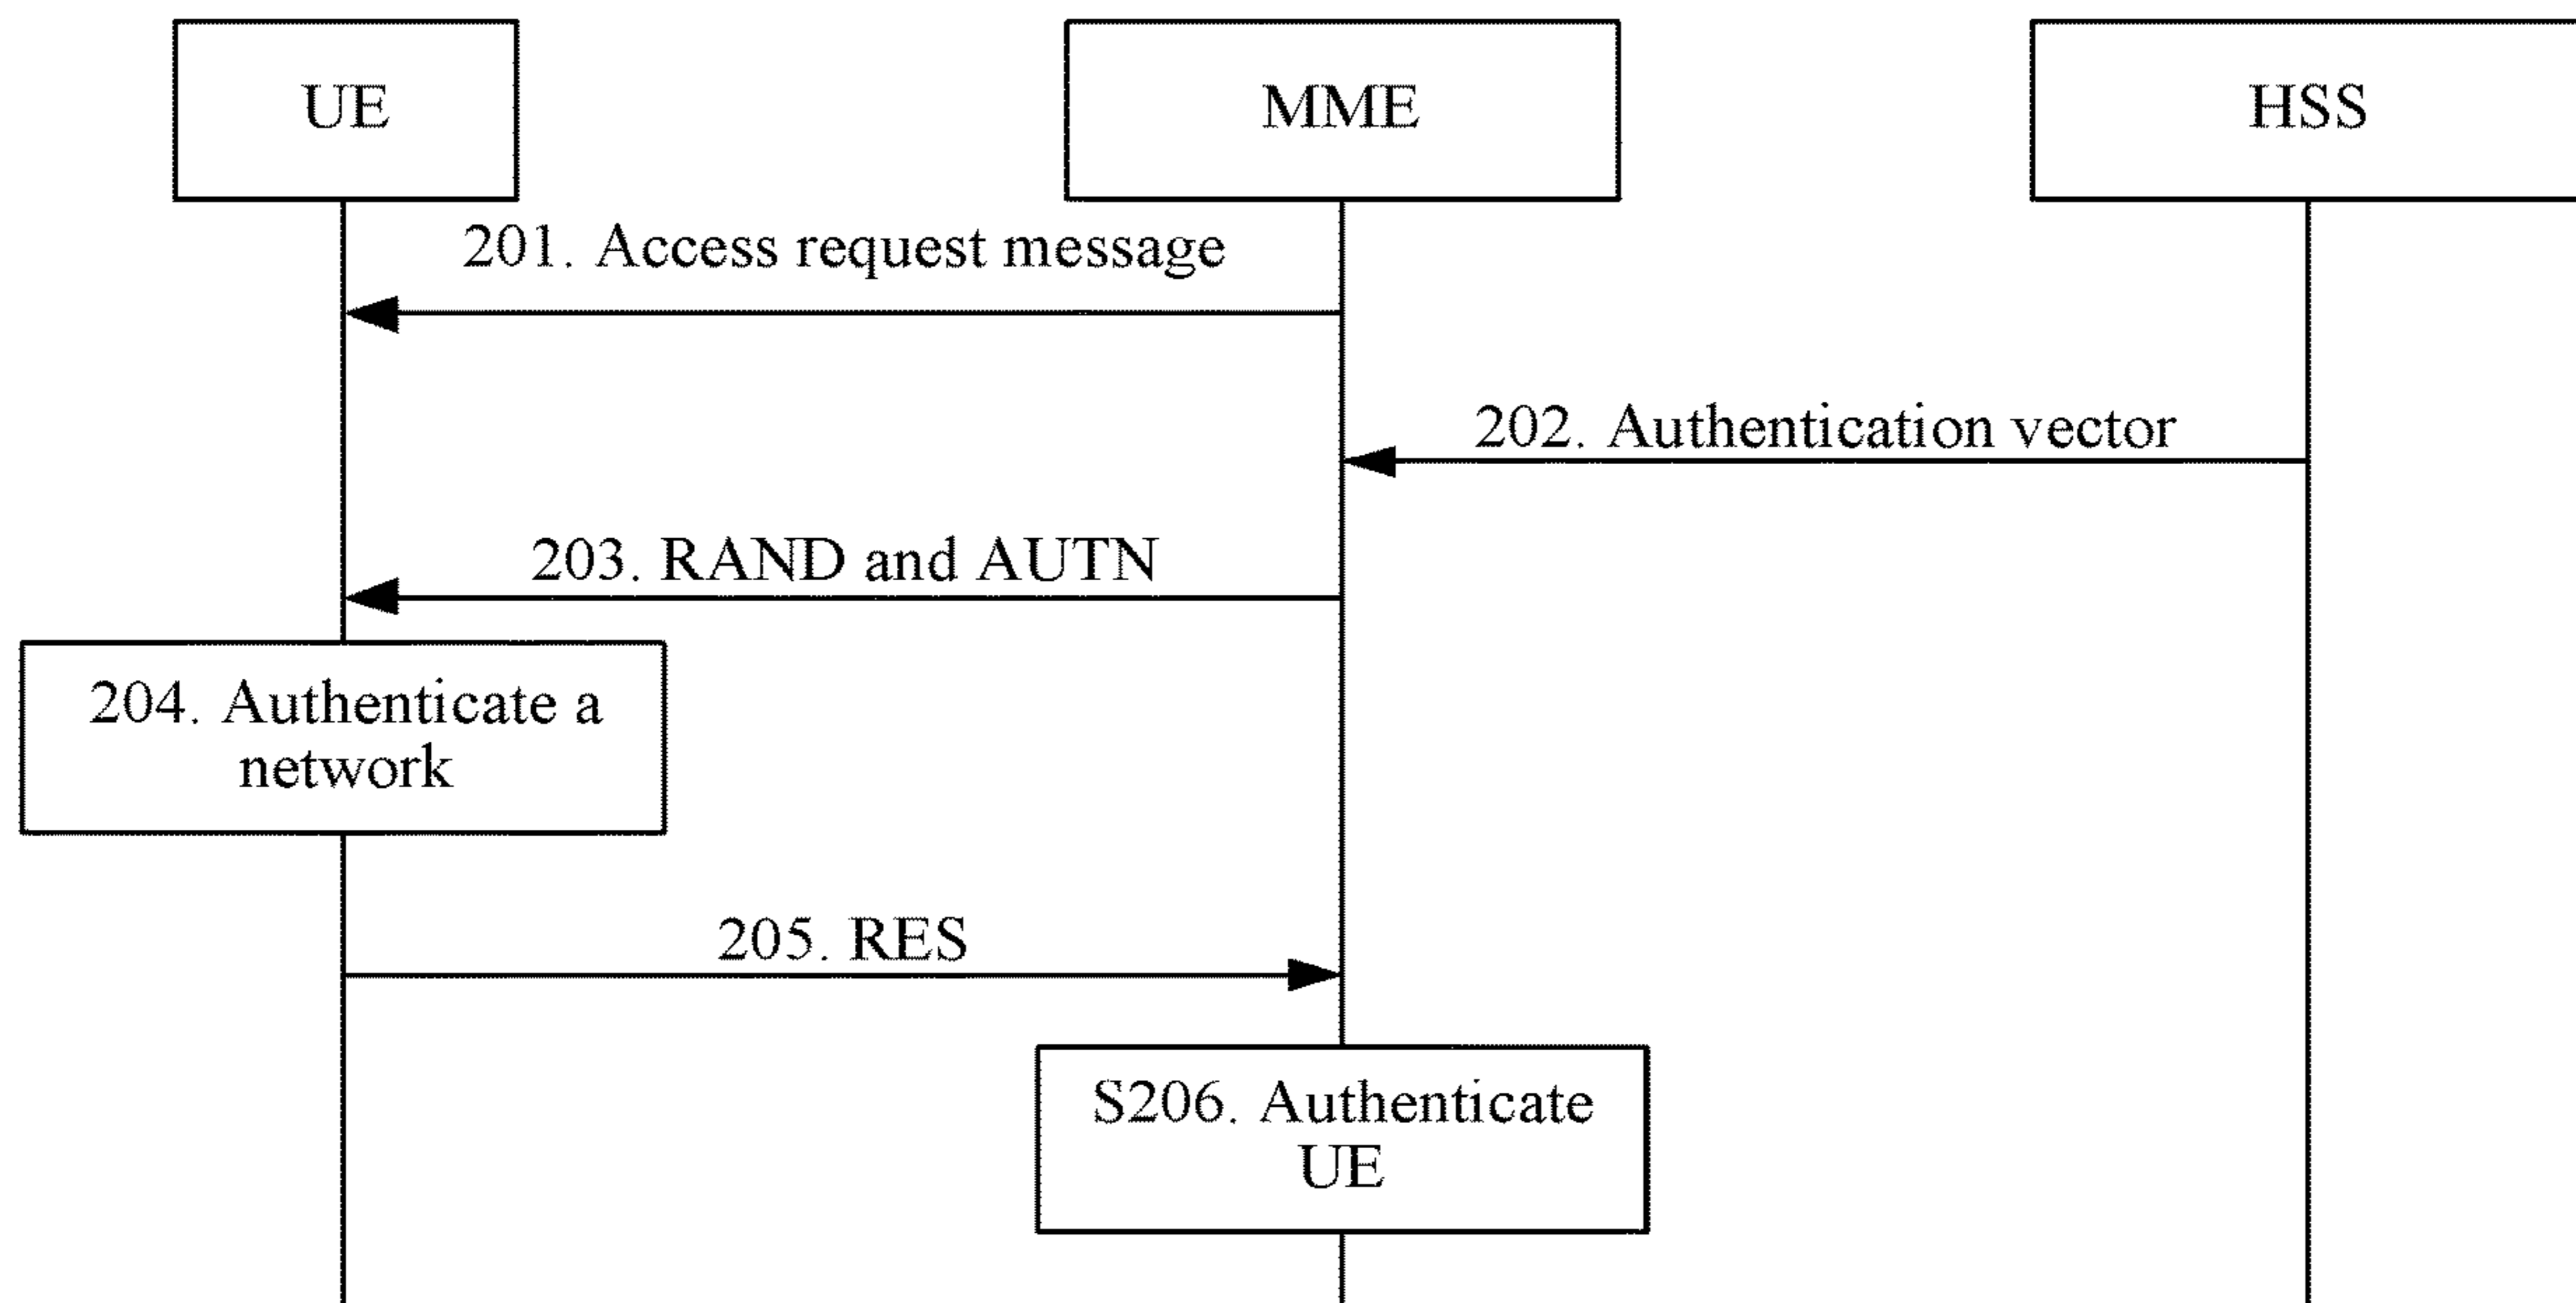 UE
MME
HSS
201. Access request message
202. Authentication vector
203. RAND and AUTN
204. Authenticate a
network
205. RES
S206. Authenticate
UE